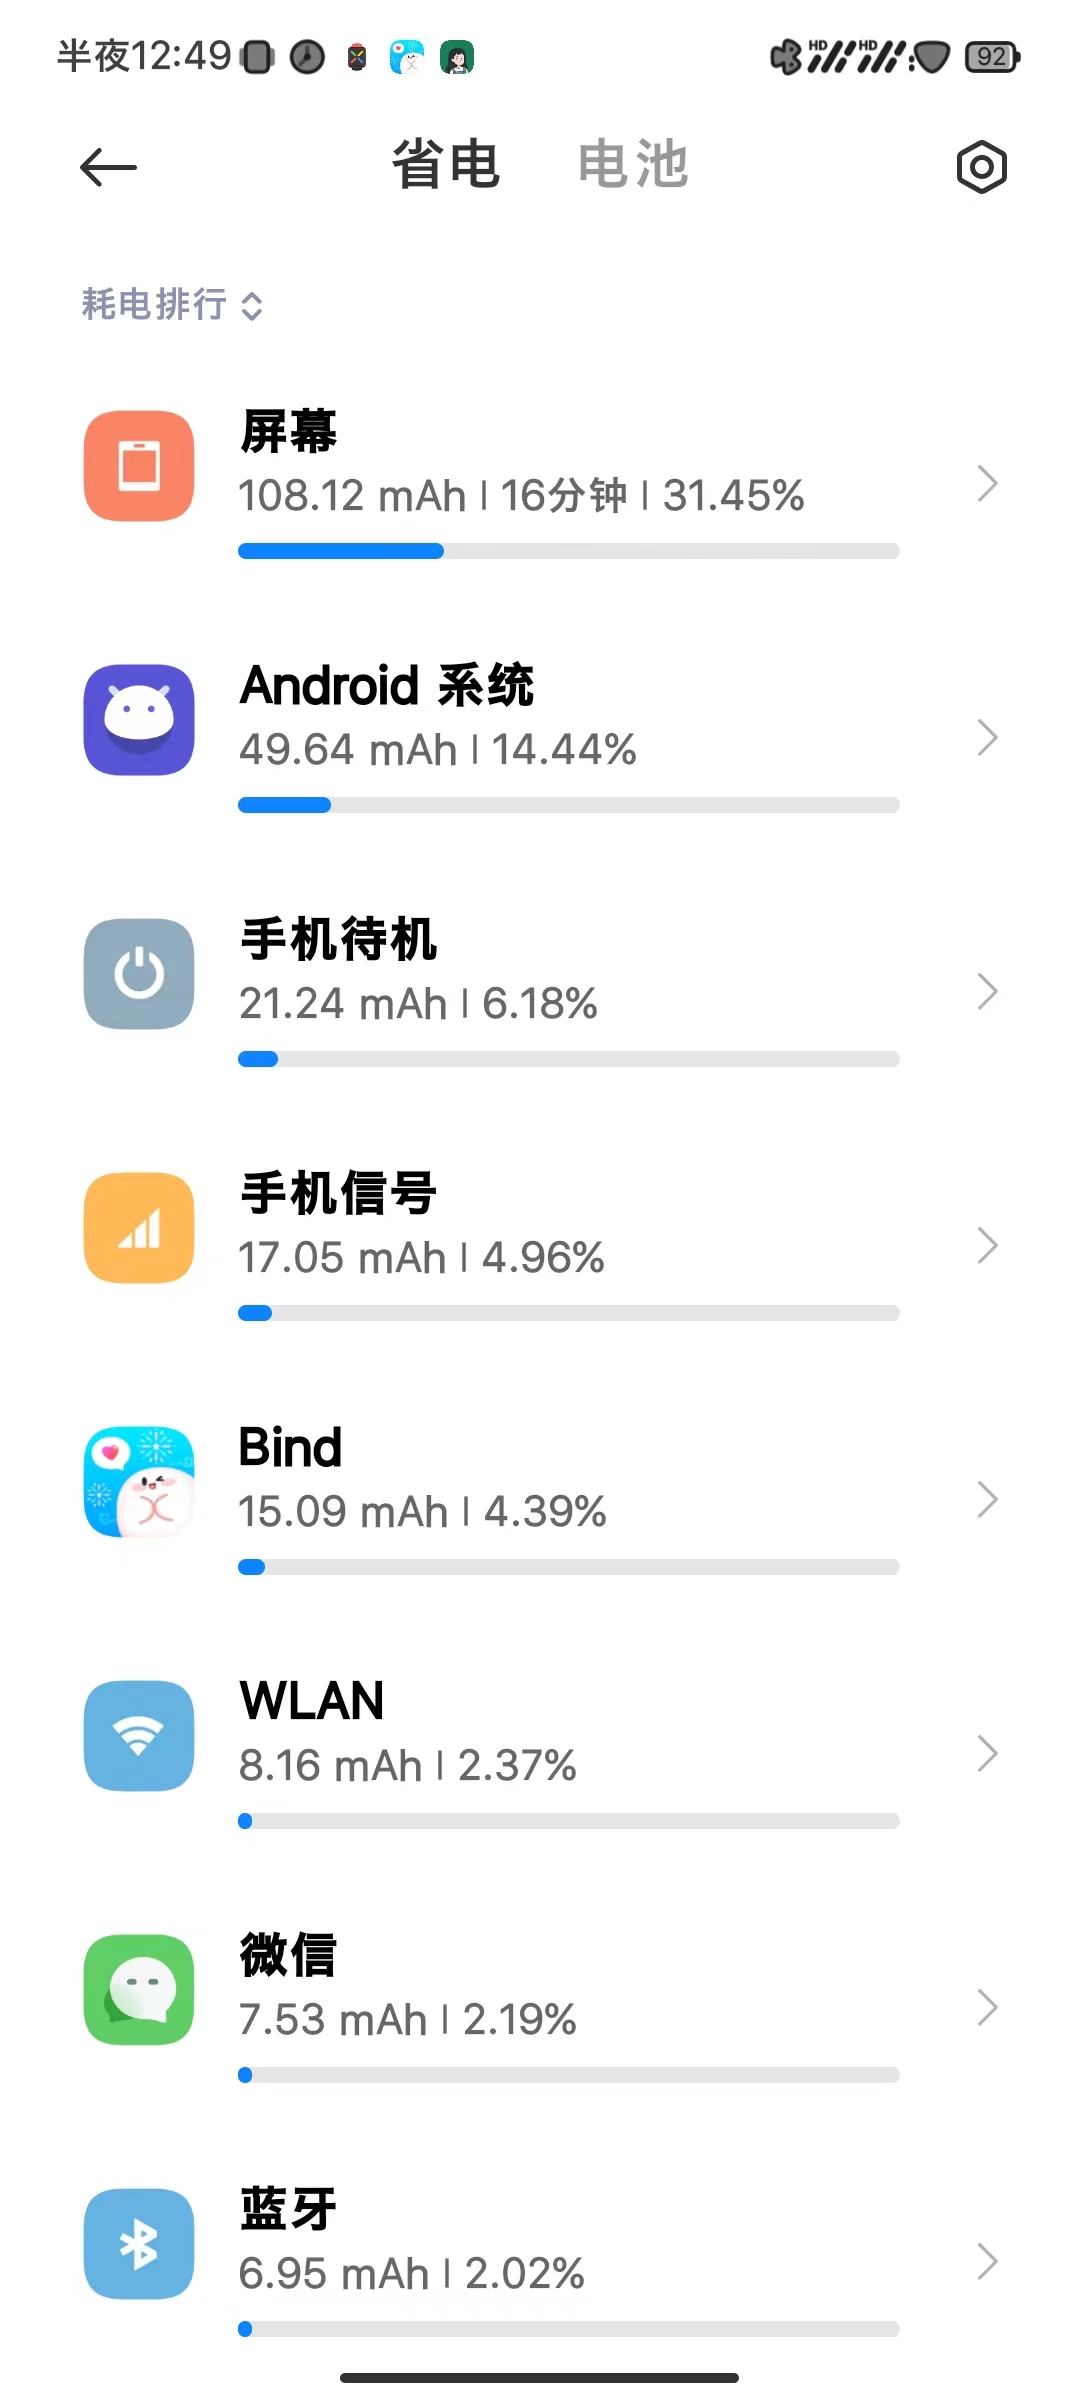 半夜12:49 HD HD 92
省电 电池
耗电排行
屏幕
108.12 mAh | 16分钟 | 31.45%
Android 系统
49.64 mAh | 14.44%
手机待机
21.24 mAh | 6.18%
手机信号
17.05 mAh | 4.96%
Bind
15.09 mAh | 4.39%
WLAN
8.16 mAh | 2.37%
微信
7.53 mAh | 2.19%
蓝牙
6.95 mAh | 2.02%